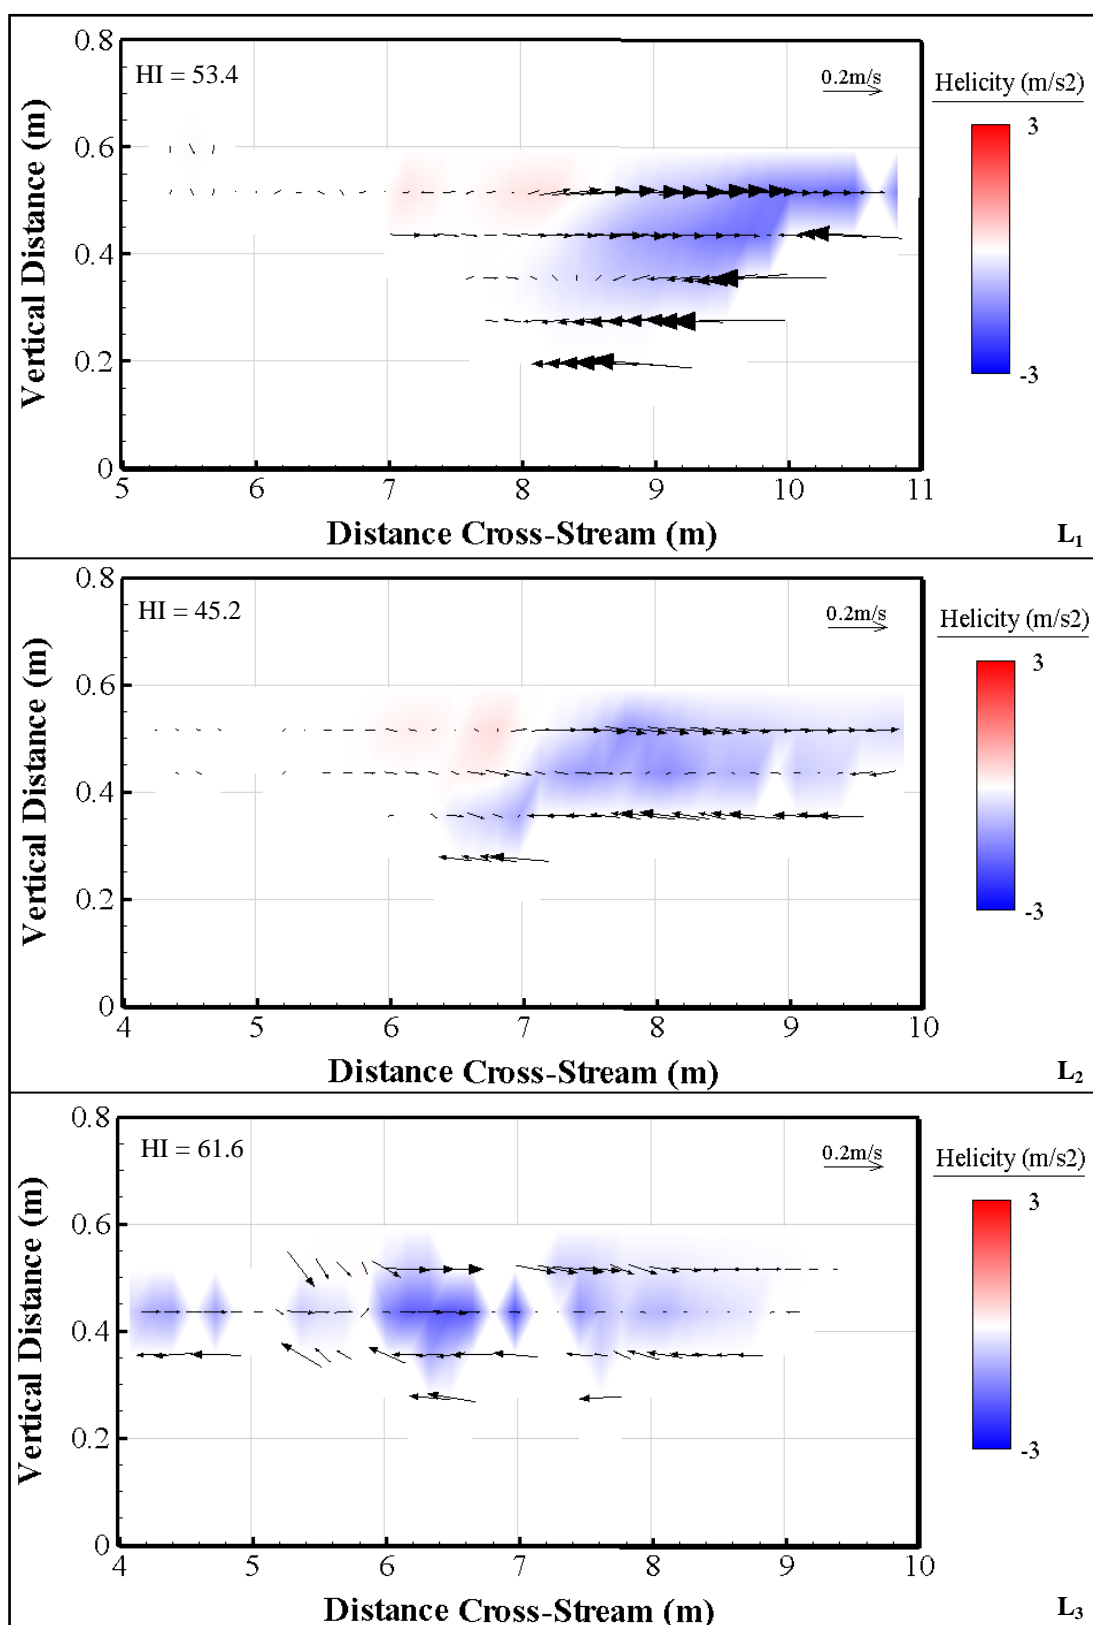 0.8
HI = 53.4
0.2m/s
Helicity (m/s2)
3
0.6
0.4
0.2
-3
0
5 6 7 8 9 10 11
Vertical Distance (m)
Distance Cross-Stream (m)
L₁
0.8
HI = 45.2
0.2m/s
Helicity (m/s2)
3
0.6
0.4
0.2
-3
0
4 5 6 7 8 9 10
Vertical Distance (m)
Distance Cross-Stream (m)
L₂
0.8
HI = 61.6
0.2m/s
Helicity (m/s2)
3
0.6
0.4
0.2
-3
0
4 5 6 7 8 9 10
Vertical Distance (m)
Distance Cross-Stream (m)
L₃